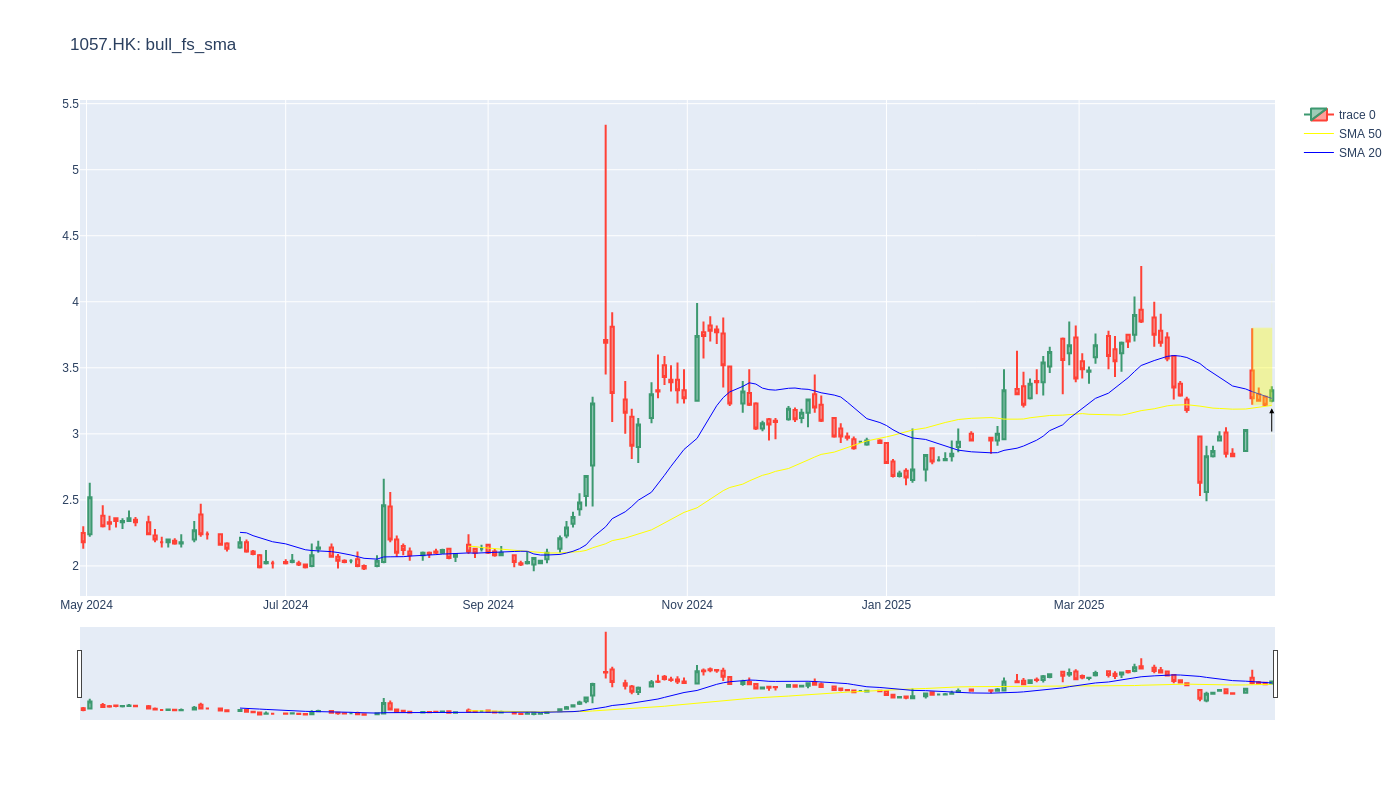 1057.HK: bull_fs_sma
trace 0
SMA 50
SMA 20
5.5
5
4.5
4
3.5
3
2.5
2
May 2024
Jul 2024
Sep 2024
Nov 2024
Jan 2025
Mar 2025